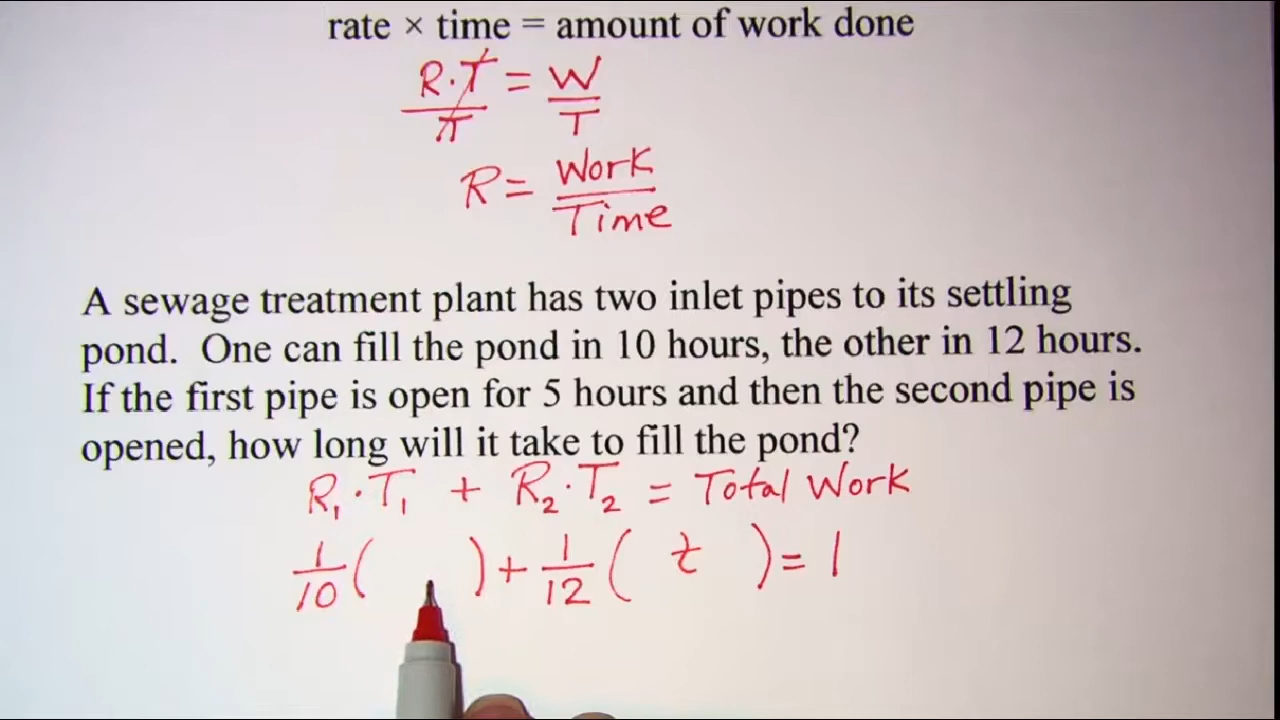 rate × time = amount of work done
R·T = W
T T
R = Work
Time
A sewage treatment plant has two inlet pipes to its settling
pond. One can fill the pond in 10 hours, the other in 12 hours.
If the first pipe is open for 5 hours and then the second pipe is
opened, how long will it take to fill the pond?
R₁·T₁ + R₂·T₂ = Total Work
1/10 ( ) + 1/12 ( t ) = 1